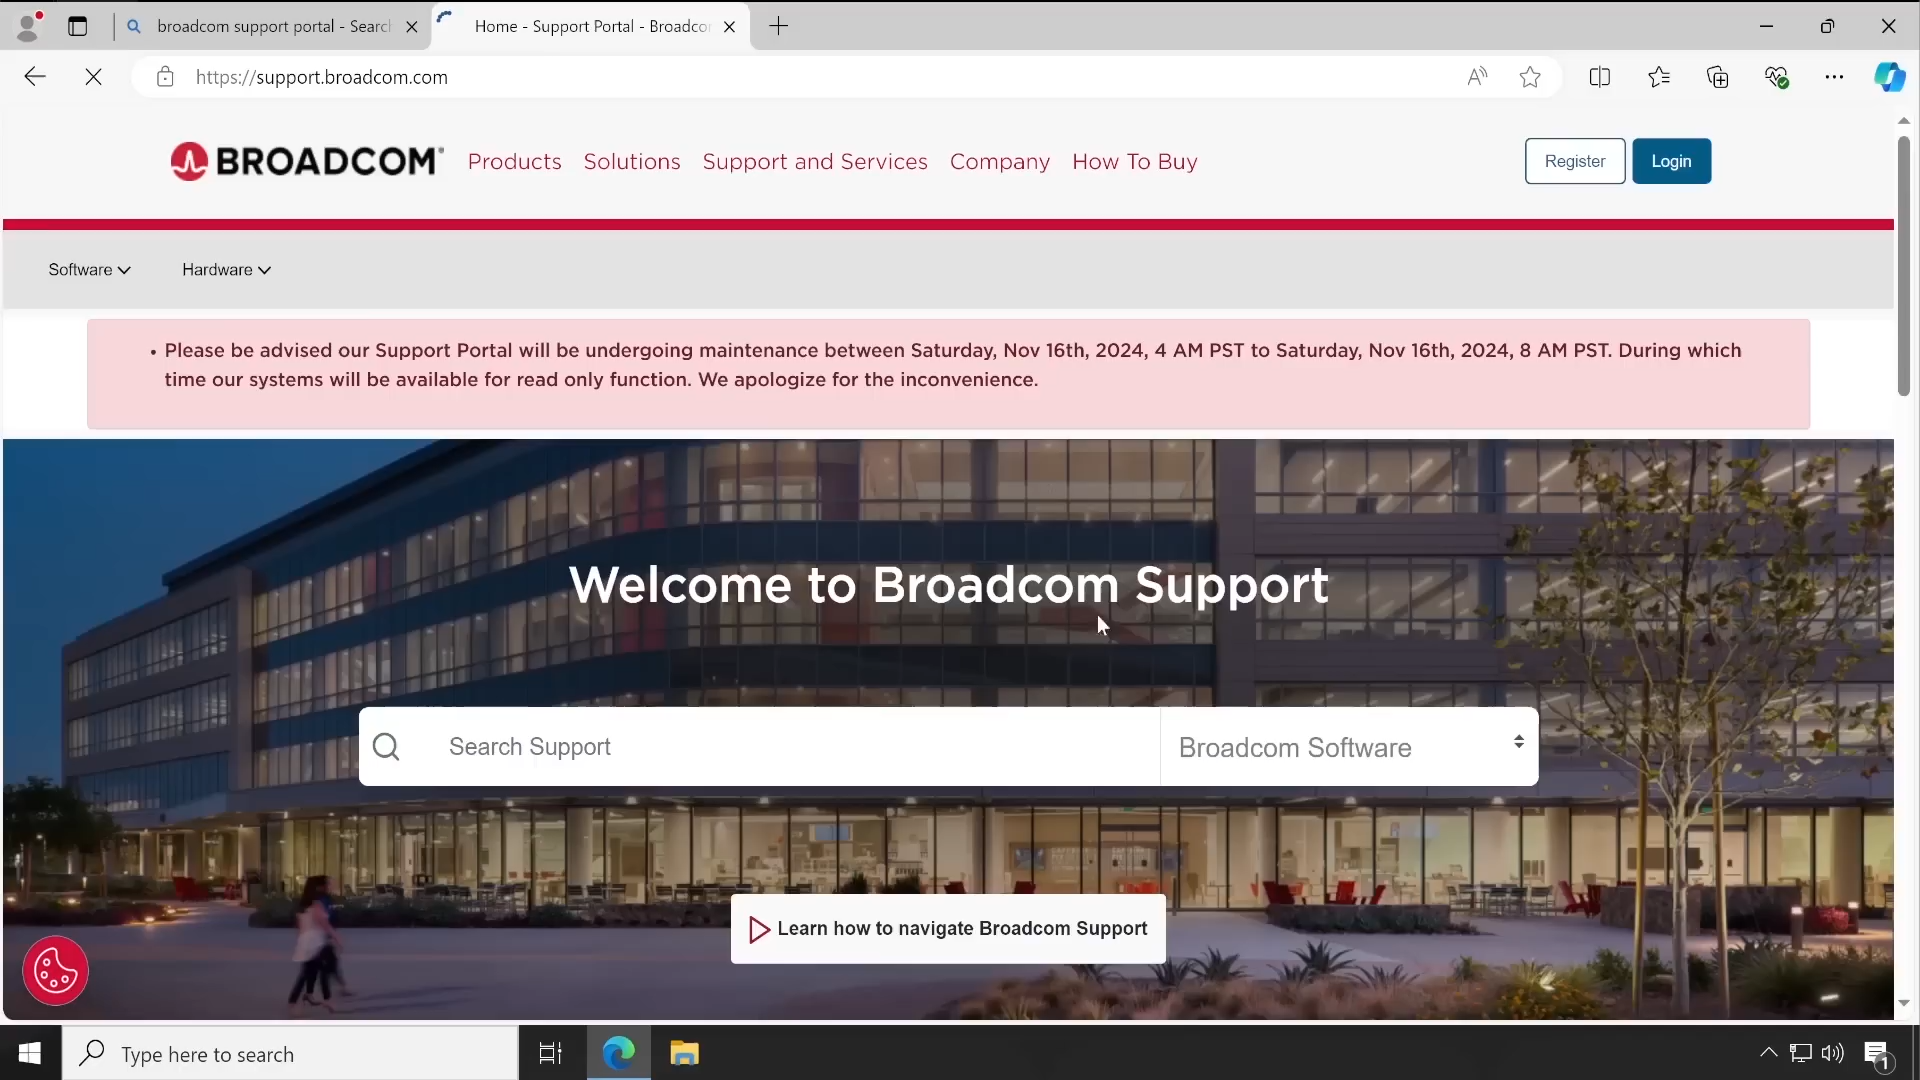 broadcom support portal - Search
Home - Support Portal - Broadcom
https://support.broadcom.com
BROADCOM
Products
Solutions
Support and Services
Company
How To Buy
Register
Login
Software
Hardware
• Please be advised our Support Portal will be undergoing maintenance between Saturday, Nov 16th, 2024, 4 AM PST to Saturday, Nov 16th, 2024, 8 AM PST. During which
time our systems will be available for read only function. We apologize for the inconvenience.
Welcome to Broadcom Support
Search Support
Broadcom Software
Learn how to navigate Broadcom Support
Type here to search
1